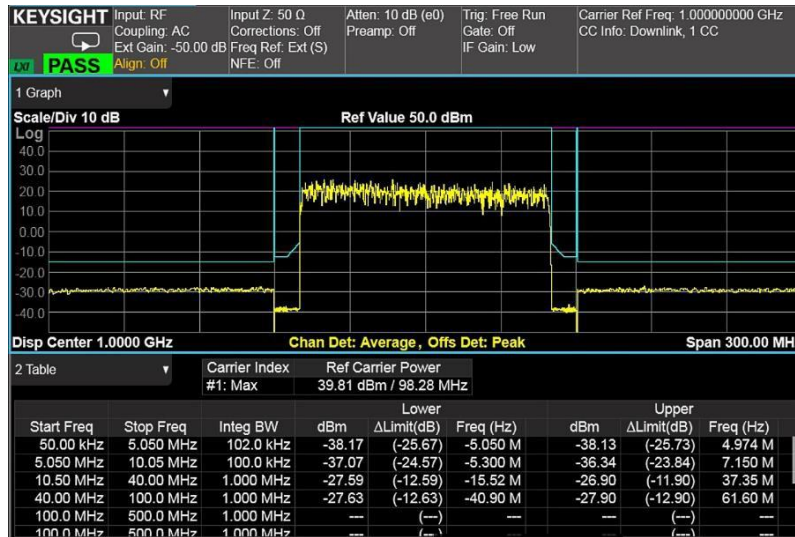 KEYSIGHT Input: RF Input Z: 50 Ω Atten: 10 dB (e0) Trig: Free Run Carrier Ref Freq: 1.000000000 GHz
Coupling: AC Corrections: Off Preamp: Off Gate: Off CC Info: Downlink, 1 CC
Ext Gain: -50.00 dB Freq Ref: Ext (S) IF Gain: Low
LXI PASS Align: Off NFE: Off
1 Graph
Scale/Div 10 dB Ref Value 50.0 dBm
Log
40.0
30.0
20.0
10.0
0.00
-10.0
-20.0
-30.0
-40.0
Disp Center 1.0000 GHz Chan Det: Average, Offs Det: Peak Span 300.00 MH
2 Table Carrier Index Ref Carrier Power
#1: Max 39.81 dBm / 98.28 MHz
Lower Upper
Start Freq Stop Freq Integ BW dBm ΔLimit(dB) Freq (Hz) dBm ΔLimit(dB) Freq (Hz)
50.00 kHz 5.050 MHz 102.0 kHz -38.17 (-25.67) -5.050 M -38.13 (-25.73) 4.974 M
5.050 MHz 10.05 MHz 100.0 kHz -37.07 (-24.57) -5.300 M -36.34 (-23.84) 7.150 M
10.50 MHz 40.00 MHz 1.000 MHz -27.59 (-12.59) -15.52 M -26.90 (-11.90) 37.35 M
40.00 MHz 100.0 MHz 1.000 MHz -27.63 (-12.63) -40.90 M -27.90 (-12.90) 61.60 M
100.0 MHz 500.0 MHz 1.000 MHz --- (---) --- --- (---) ---
100.0 MHz 500.0 MHz 1.000 MHz --- (---) --- --- (---) ---